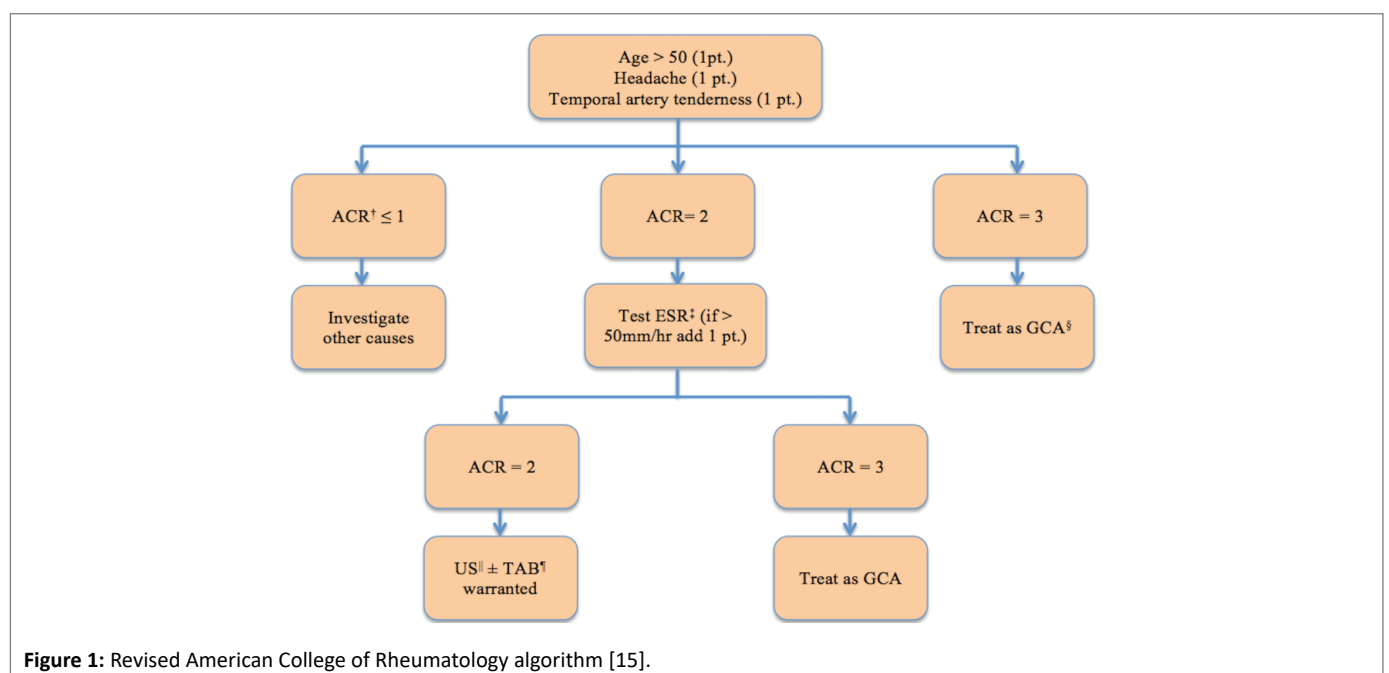 Age > 50 (1pt.)
Headache (1 pt.)
Temporal artery tenderness (1 pt.)
ACR† ≤ 1
ACR= 2
ACR = 3
Investigate
other causes
Test ESR‡ (if >
50mm/hr add 1 pt.)
Treat as GCA§
ACR = 2
ACR = 3
US‖ ± TAB¶
warranted
Treat as GCA
Figure 1: Revised American College of Rheumatology algorithm [15].